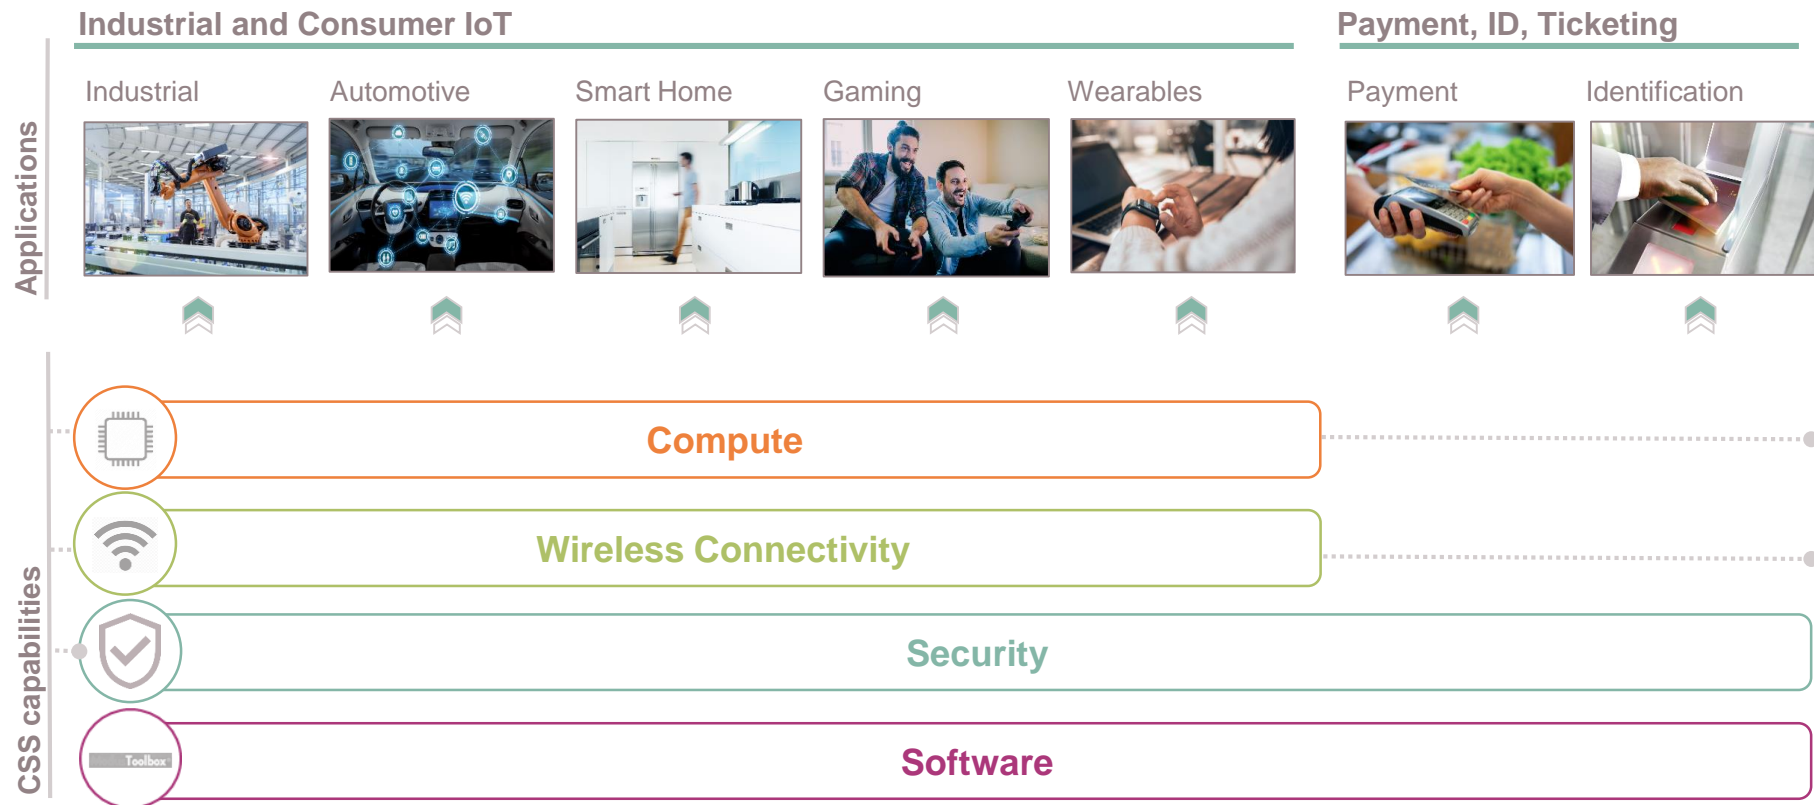 Industrial and Consumer IoT
Payment, ID, Ticketing
Applications
Industrial
Automotive
Smart Home
Gaming
Wearables
Payment
Identification
CSS capabilities
Compute
Wireless Connectivity
Security
Toolbox
Software